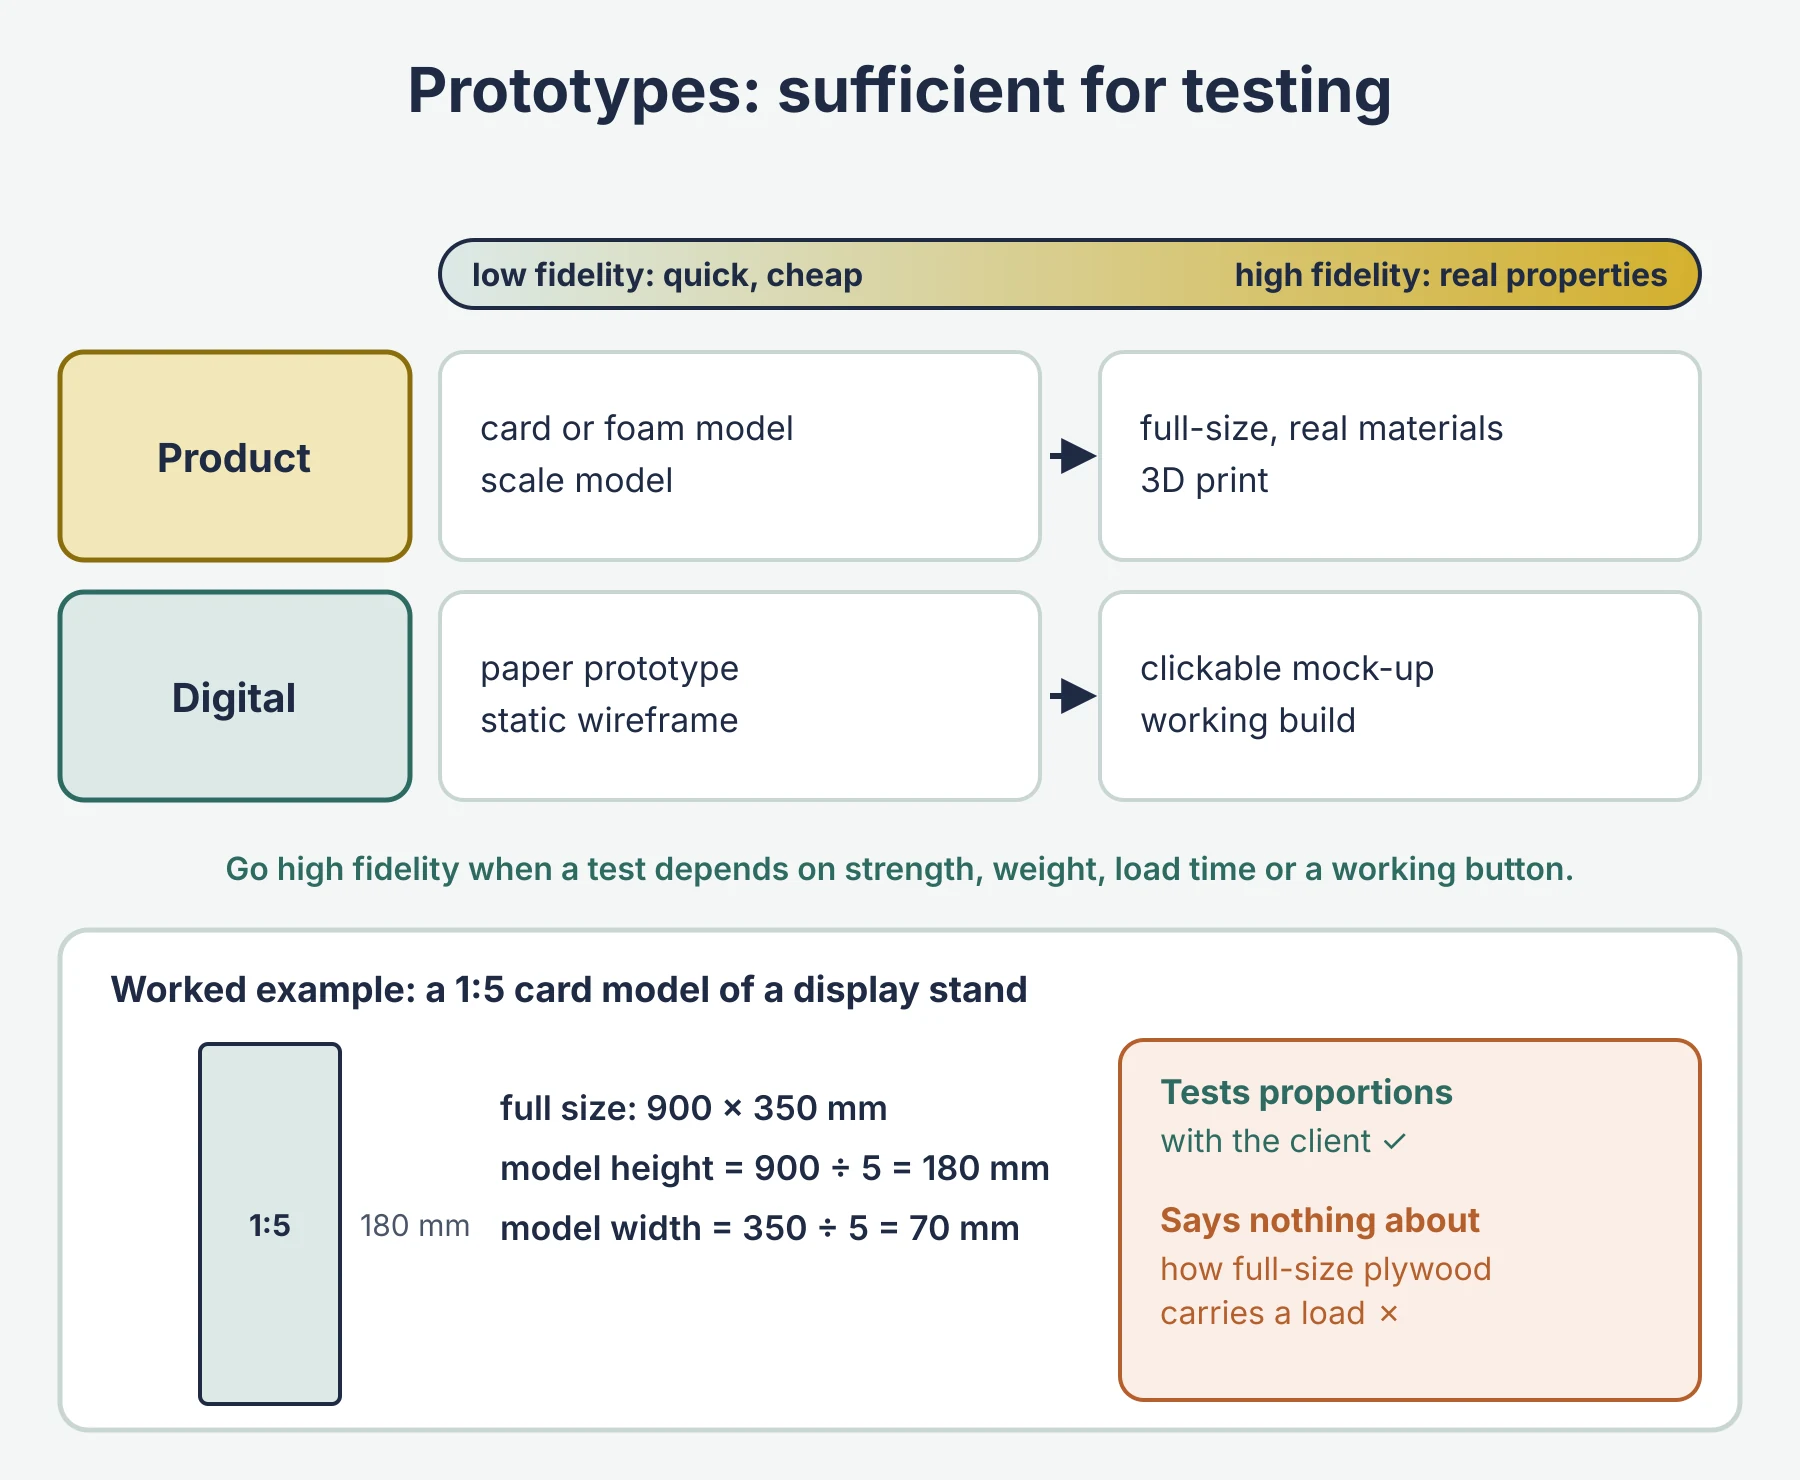 Prototypes: sufficient for testing
low fidelity: quick, cheap
high fidelity: real properties
Product
card or foam model
scale model
full-size, real materials
3D print
Digital
paper prototype
static wireframe
clickable mock-up
working build
Go high fidelity when a test depends on strength, weight, load time or a working button.
Worked example: a 1:5 card model of a display stand
1:5
180 mm
full size: 900 × 350 mm
model height = 900 ÷ 5 = 180 mm
model width = 350 ÷ 5 = 70 mm
Tests proportions
with the client ✓
Says nothing about
how full-size plywood
carries a load ×